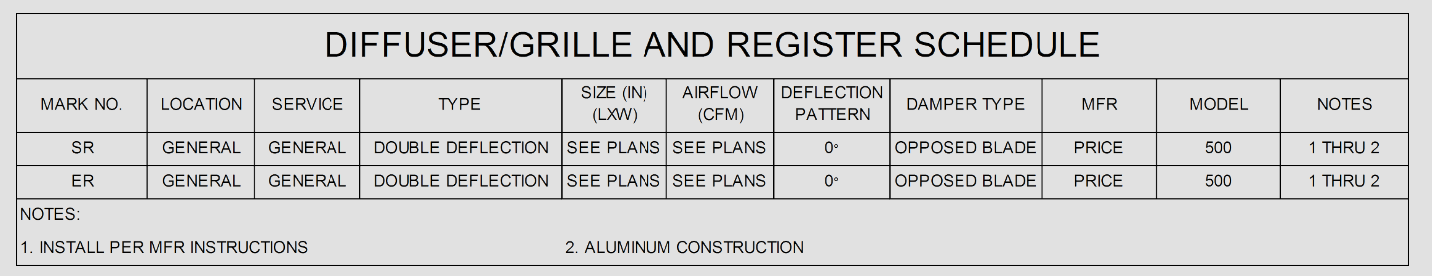 DIFFUSER/GRILLE AND REGISTER SCHEDULE
MARK NO. LOCATION SERVICE TYPE SIZE (IN) (LXW) AIRFLOW (CFM) DEFLECTION PATTERN DAMPER TYPE MFR MODEL NOTES
SR GENERAL GENERAL DOUBLE DEFLECTION SEE PLANS SEE PLANS 0° OPPOSED BLADE PRICE 500 1 THRU 2
ER GENERAL GENERAL DOUBLE DEFLECTION SEE PLANS SEE PLANS 0° OPPOSED BLADE PRICE 500 1 THRU 2
NOTES:
1. INSTALL PER MFR INSTRUCTIONS 2. ALUMINUM CONSTRUCTION